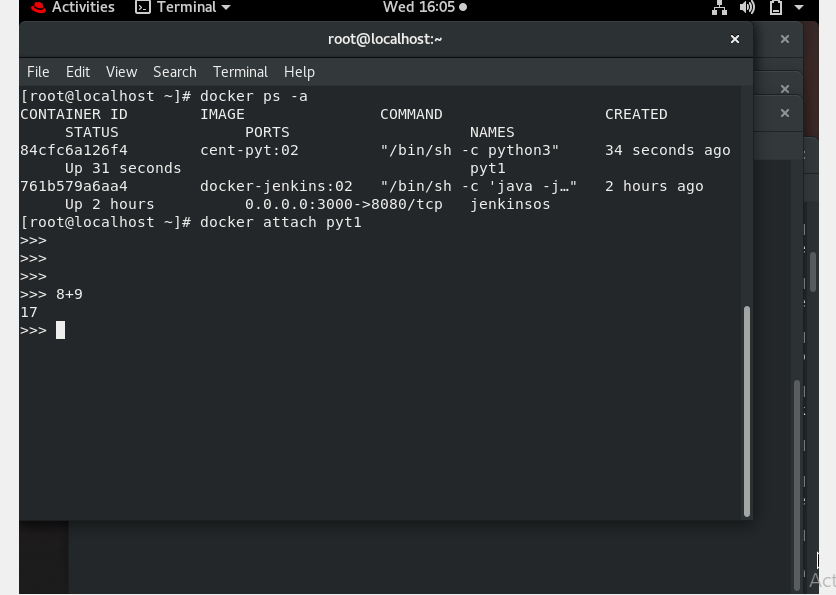 Activities Terminal Wed 16:05
root@localhost:~
File Edit View Search Terminal Help
[root@localhost ~]# docker ps -a
CONTAINER ID        IMAGE               COMMAND                  CREATED
     STATUS              PORTS                    NAMES
84cfc6a126f4        cent-pyt:02         "/bin/sh -c python3"     34 seconds ago
     Up 31 seconds                                pyt1
761b579a6aa4        docker-jenkins:02   "/bin/sh -c 'java -j…"   2 hours ago
     Up 2 hours          0.0.0.0:3000->8080/tcp   jenkinsos
[root@localhost ~]# docker attach pyt1
>>>
>>>
>>>
>>> 8+9
17
>>>
Act